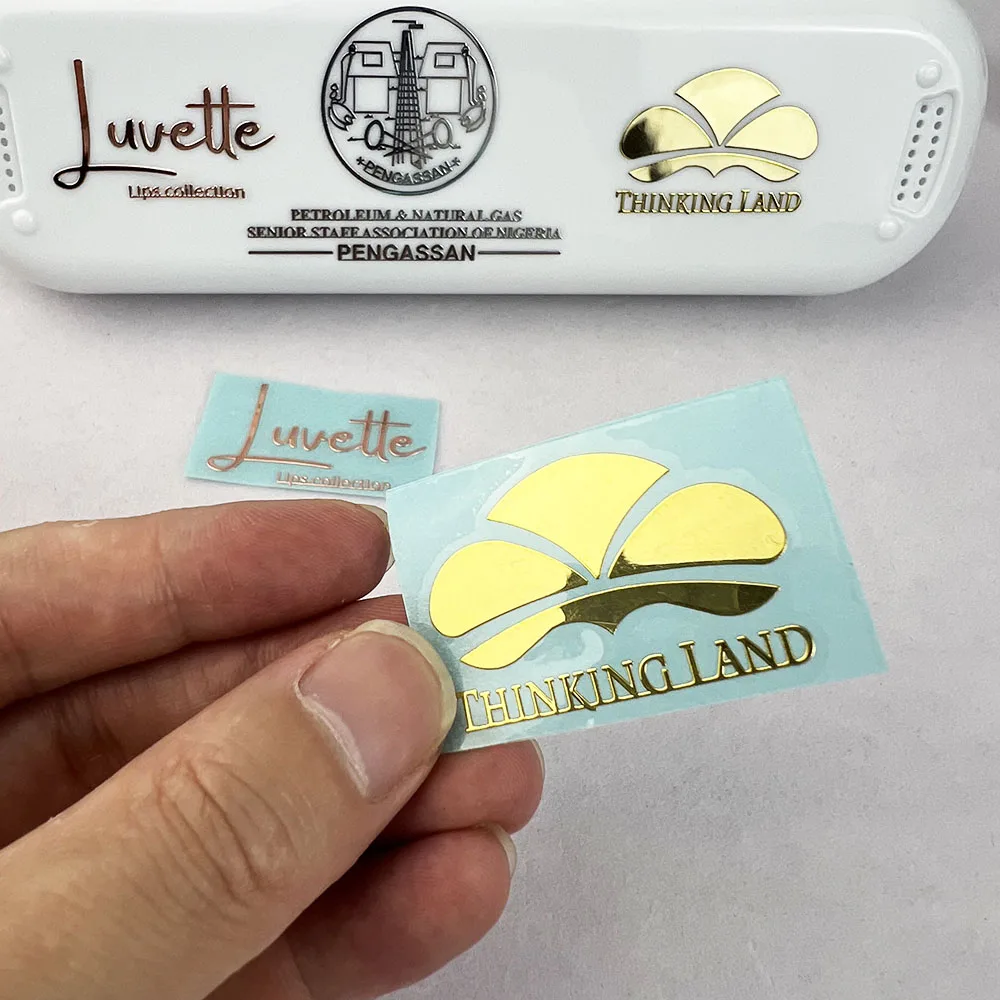 Luvette
Lips.collection
*PENGASSAN*
PETROLEUM & NATURAL GAS
SENIOR STAFF ASSOCIATION OF NIGERIA
PENGASSAN
THINKING LAND
Luvette
Lips.collection
THINKING LAND